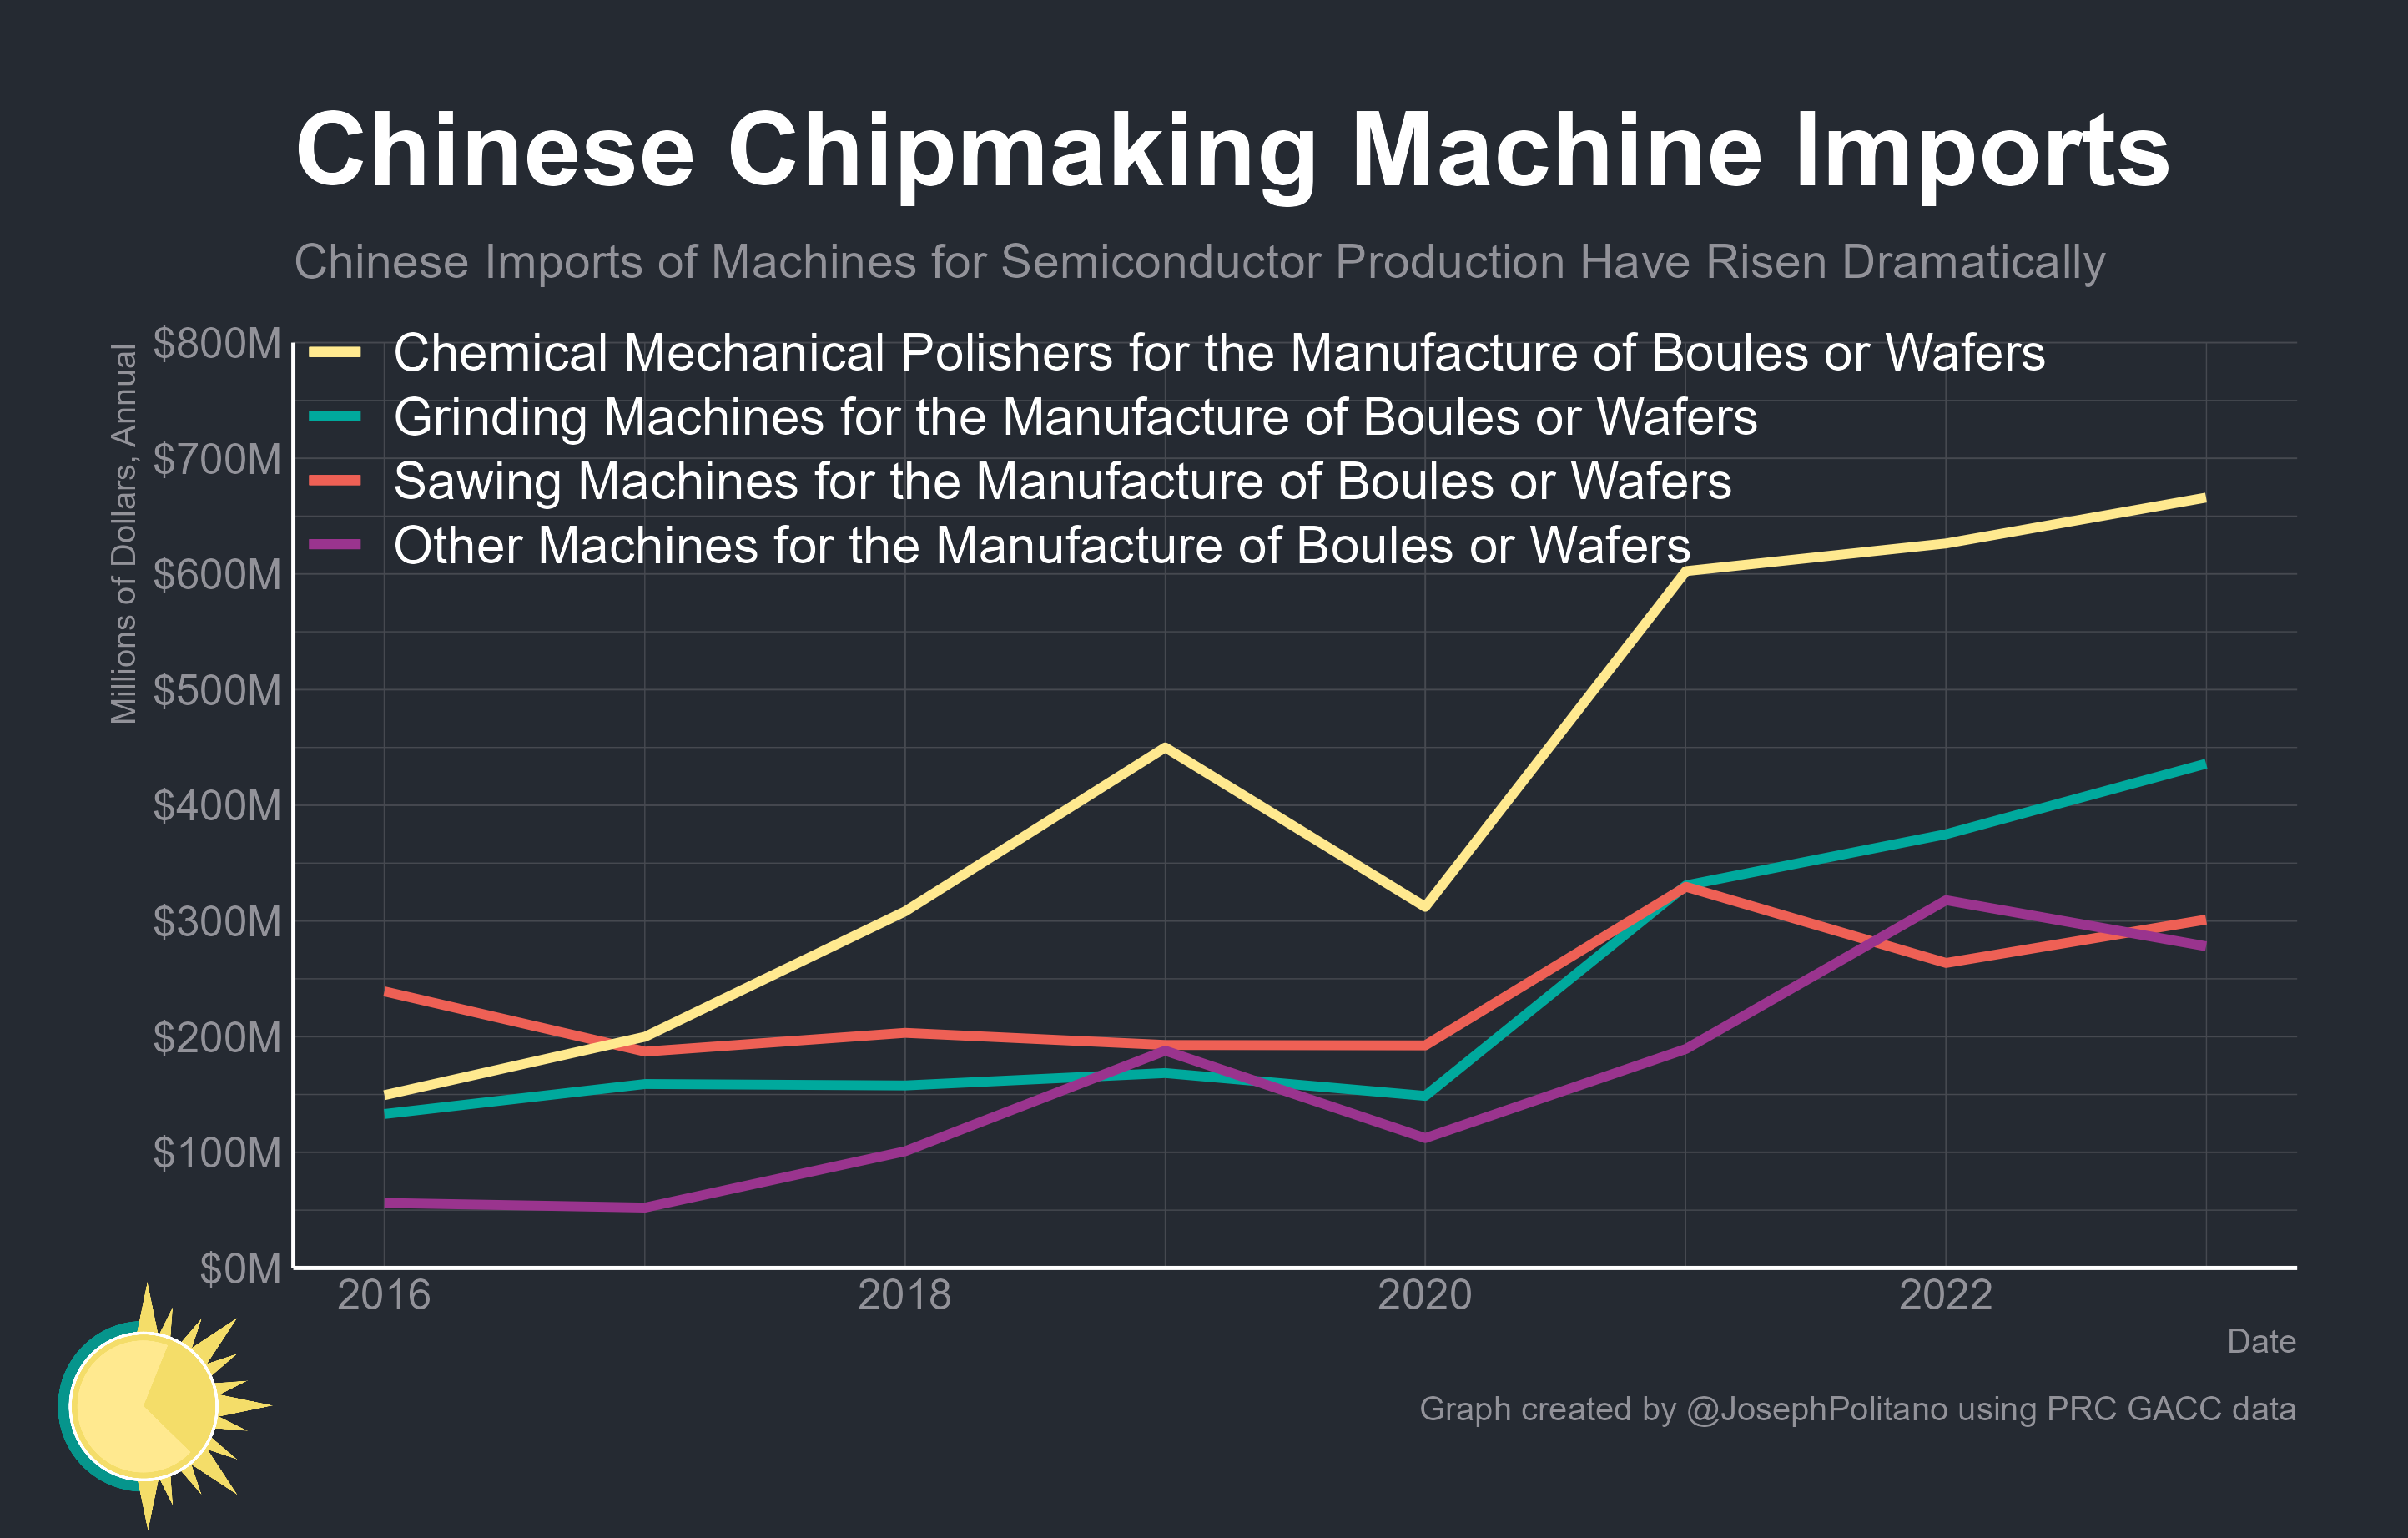 Chinese Chipmaking Machine Imports
Chinese Imports of Machines for Semiconductor Production Have Risen Dramatically
Millions of Dollars, Annual
$800M
$700M
$600M
$500M
$400M
$300M
$200M
$100M
$0M
Chemical Mechanical Polishers for the Manufacture of Boules or Wafers
Grinding Machines for the Manufacture of Boules or Wafers
Sawing Machines for the Manufacture of Boules or Wafers
Other Machines for the Manufacture of Boules or Wafers
2016 2018 2020 2022
Date
Graph created by @JosephPolitano using PRC GACC data